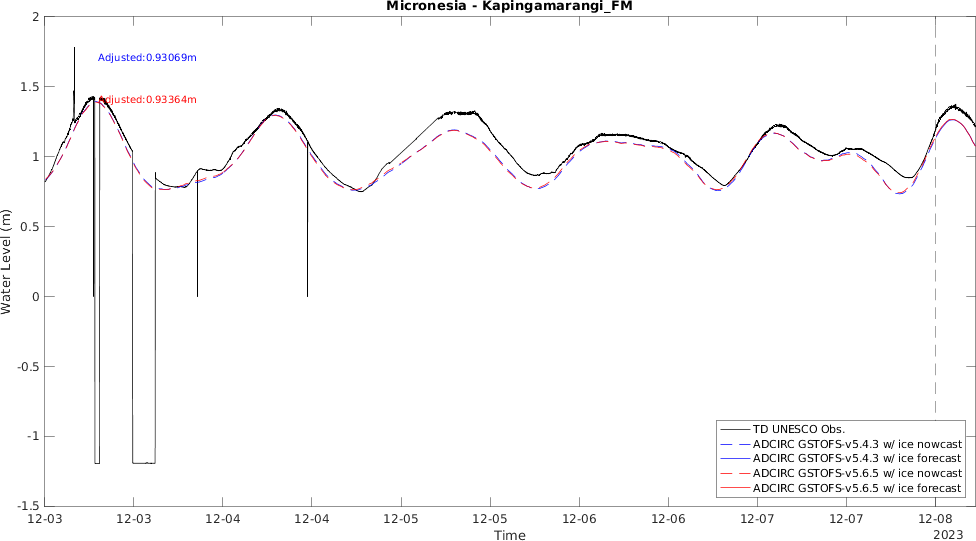 Micronesia - Kapingamarangi_FM
2
1.5
1
0.5
0
-0.5
-1
-1.5
Water Level (m)
Adjusted:0.93069m
Adjusted:0.93364m
TD UNESCO Obs.
ADCIRC GSTOFS-v5.4.3 w/ ice nowcast
ADCIRC GSTOFS-v5.4.3 w/ ice forecast
ADCIRC GSTOFS-v5.6.5 w/ ice nowcast
ADCIRC GSTOFS-v5.6.5 w/ ice forecast
12-03 12-03 12-04 12-04 12-05 12-05 12-06 12-06 12-07 12-07 12-08
2023
Time